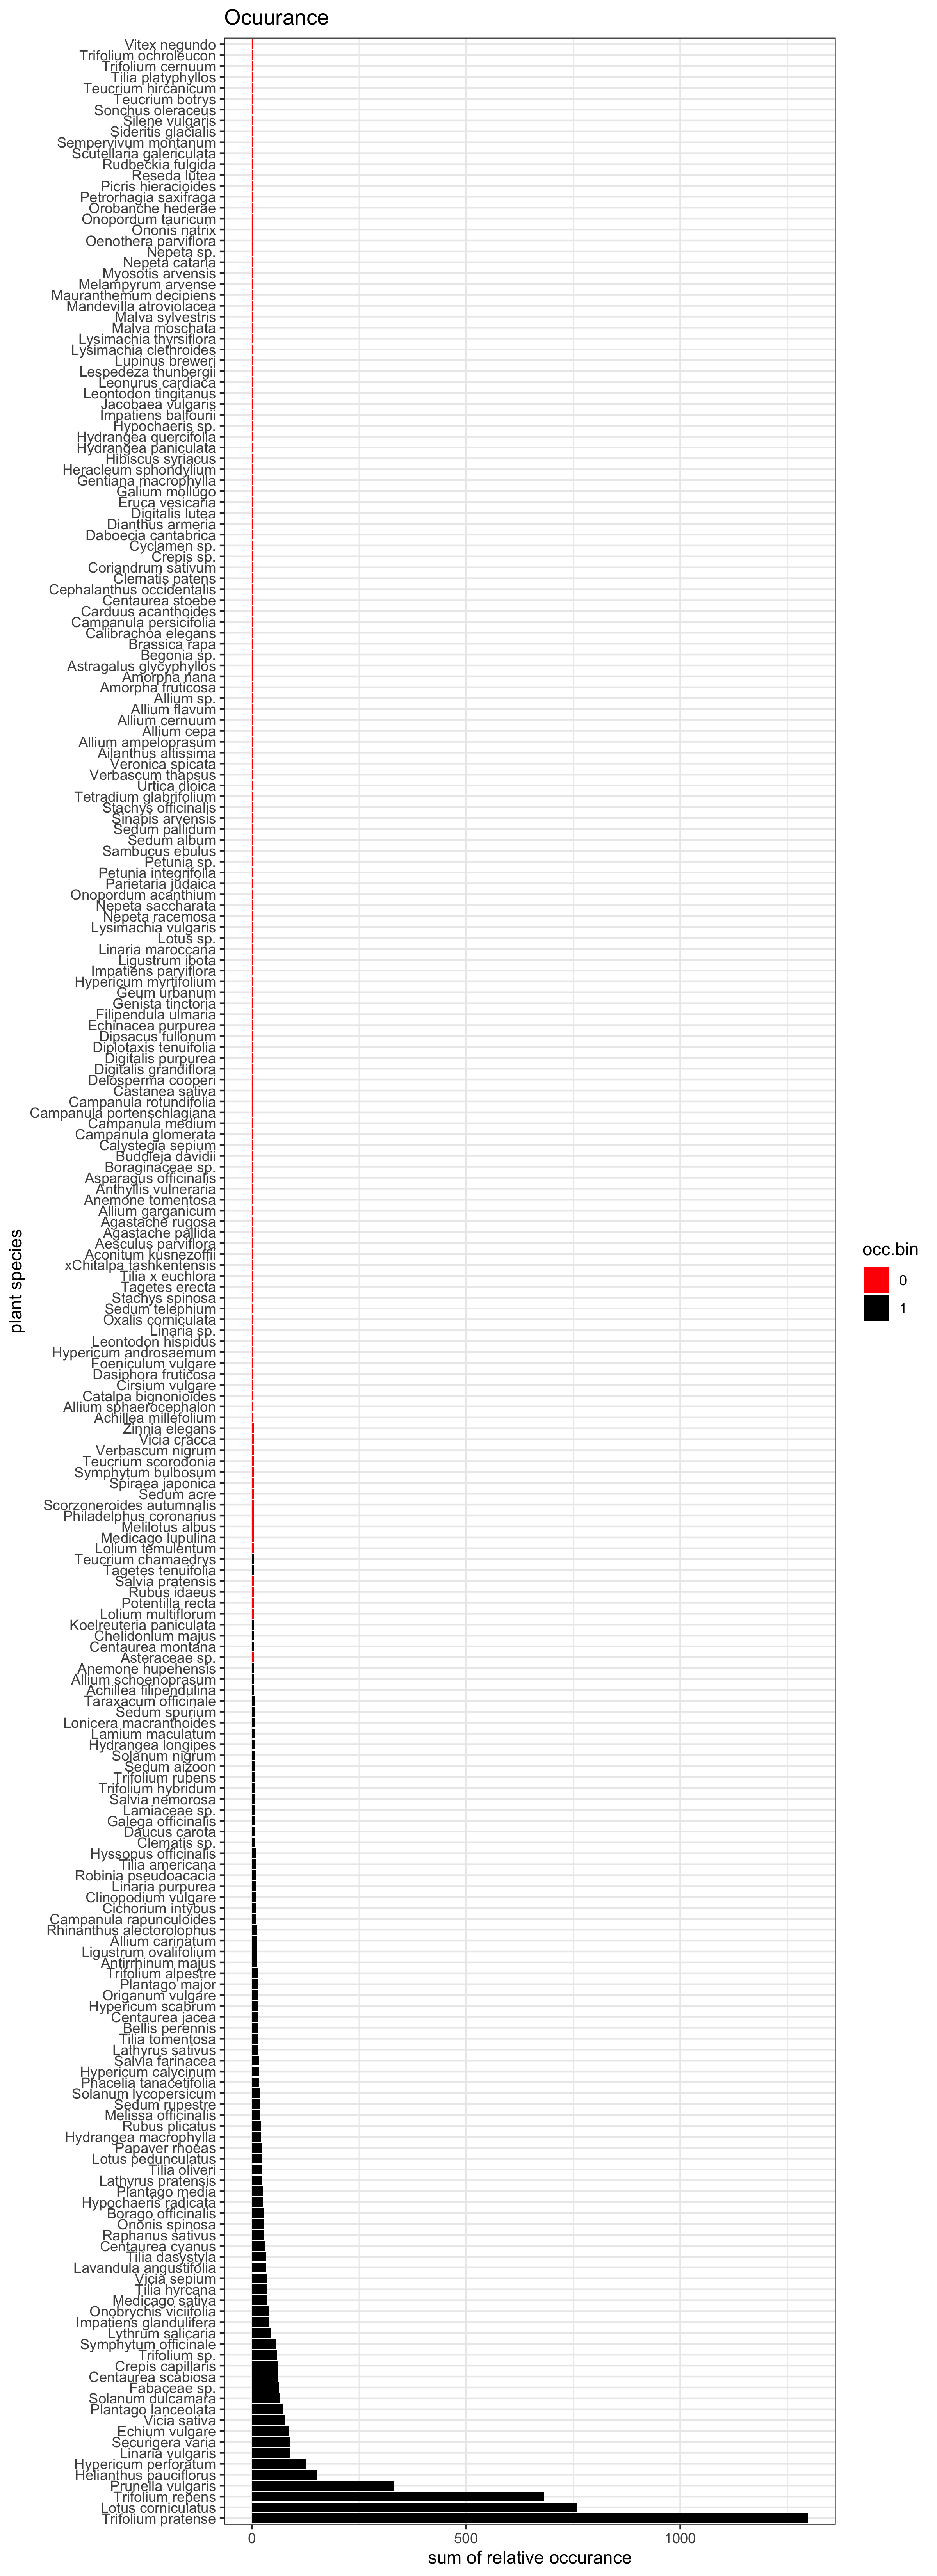 Ocuurance
Vitex negundo
Trifolium ochroleucon
Trifolium cernuum
Tilia platyphyllos
Teucrium hircanicum
Teucrium botrys
Sonchus oleraceus
Silene vulgaris
Sideritis glacialis
Sempervivum montanum
Scutellaria galericulata
Rudbeckia fulgida
Reseda lutea
Picris hieracioides
Petrorhagia saxifraga
Orobanche hederae
Onopordum tauricum
Ononis natrix
Oenothera parviflora
Nepeta sp.
Nepeta cataria
Myosotis arvensis
Melampyrum arvense
Mauranthemum decipiens
Mandevilla atroviolacea
Malva sylvestris
Malva moschata
Lysimachia thyrsiflora
Lysimachia clethroides
Lupinus breweri
Lespedeza thunbergii
Leonurus cardiaca
Leontodon tingitanus
Jacobaea vulgaris
Impatiens balfourii
Hypochaeris sp.
Hydrangea quercifolia
Hydrangea paniculata
Hibiscus syriacus
Heracleum sphondylium
Gentiana macrophylla
Galium mollugo
Eruca vesicaria
Digitalis lutea
Dianthus armeria
Daboecia cantabrica
Cyclamen sp.
Crepis sp.
Coriandrum sativum
Clematis patens
Cephalanthus occidentalis
Centaurea stoebe
Carduus acanthoides
Campanula persicifolia
Calibrachoa elegans
Brassica rapa
Begonia sp.
Astragalus glycyphyllos
Amorpha nana
Amorpha fruticosa
Allium sp.
Allium flavum
Allium cernuum
Allium cepa
Allium ampeloprasum
Ailanthus altissima
Veronica spicata
Verbascum thapsus
Urtica dioica
Tetradium glabrifolium
Stachys officinalis
Sinapis arvensis
Sedum pallidum
Sedum album
Sambucus ebulus
Petunia sp.
Petunia integrifolia
Parietaria judaica
Onopordum acanthium
Nepeta saccharata
Nepeta racemosa
Lysimachia vulgaris
Lotus sp.
Linaria maroccana
Ligustrum ibota
Impatiens parviflora
Hypericum myrtifolium
Geum urbanum
Genista tinctoria
Filipendula ulmaria
Echinacea purpurea
Dipsacus fullonum
Diplotaxis tenuifolia
Digitalis purpurea
Digitalis grandiflora
Delosperma cooperi
Castanea sativa
Campanula rotundifolia
Campanula portenschlagiana
Campanula medium
Campanula glomerata
Calystegia sepium
Buddleja davidii
Boraginaceae sp.
Asparagus officinalis
Anthyllis vulneraria
Anemone tomentosa
Allium garganicum
Agastache rugosa
Agastache pallida
Aesculus parviflora
Aconitum kusnezoffii
xChitalpa tashkentensis
Tilia x euchlora
Tagetes erecta
Stachys spinosa
Sedum telephium
Oxalis corniculata
Linaria sp.
Leontodon hispidus
Hypericum androsaemum
Foeniculum vulgare
Dasiphora fruticosa
Cirsium vulgare
Catalpa bignonioides
Allium sphaerocephalon
Achillea millefolium
Zinnia elegans
Vicia cracca
Verbascum nigrum
Teucrium scorodonia
Symphytum bulbosum
Spiraea japonica
Sedum acre
Scorzoneroides autumnalis
Philadelphus coronarius
Melilotus albus
Medicago lupulina
Lolium temulentum
Teucrium chamaedrys
Tagetes tenuifolia
Salvia pratensis
Rubus idaeus
Potentilla recta
Lolium multiflorum
Koelreuteria paniculata
Chelidonium majus
Centaurea montana
Asteraceae sp.
Anemone hupehensis
Allium schoenoprasum
Achillea filipendulina
Taraxacum officinale
Sedum spurium
Lonicera macranthoides
Lamium maculatum
Hydrangea longipes
Solanum nigrum
Sedum aizoon
Trifolium rubens
Trifolium hybridum
Salvia nemorosa
Lamiaceae sp.
Galega officinalis
Daucus carota
Clematis sp.
Hyssopus officinalis
Tilia americana
Robinia pseudoacacia
Linaria purpurea
Clinopodium vulgare
Cichorium intybus
Campanula rapunculoides
Rhinanthus alectorolophus
Allium carinatum
Ligustrum ovalifolium
Antirrhinum majus
Trifolium alpestre
Plantago major
Origanum vulgare
Hypericum scabrum
Centaurea jacea
Bellis perennis
Tilia tomentosa
Lathyrus sativus
Salvia farinacea
Hypericum calycinum
Phacelia tanacetifolia
Solanum lycopersicum
Sedum rupestre
Melissa officinalis
Rubus plicatus
Hydrangea macrophylla
Papaver rhoeas
Lotus pedunculatus
Tilia oliveri
Lathyrus pratensis
Plantago media
Hypochaeris radicata
Borago officinalis
Ononis spinosa
Raphanus sativus
Centaurea cyanus
Tilia dasystyla
Lavandula angustifolia
Vicia sepium
Tilia hyrcana
Medicago sativa
Onobrychis viciifolia
Impatiens glandulifera
Lythrum salicaria
Symphytum officinale
Trifolium sp.
Crepis capillaris
Centaurea scabiosa
Fabaceae sp.
Solanum dulcamara
Plantago lanceolata
Vicia sativa
Echium vulgare
Securigera varia
Linaria vulgaris
Hypericum perforatum
Helianthus pauciflorus
Prunella vulgaris
Trifolium repens
Lotus corniculatus
Trifolium pratense
plant species
0 500 1000
sum of relative occurance
occ.bin
0
1